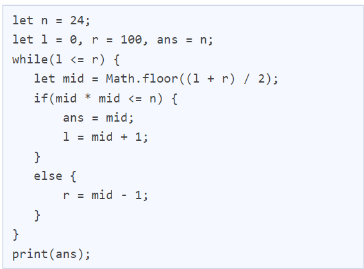 let n = 24;
let l = 0, r = 100, ans = n;
while(l <= r) {
let mid = Math.floor((l + r) / 2);
if(mid * mid <= n) {
ans = mid;
l = mid + 1;
}
else {
r = mid - 1;
}
}
print(ans);